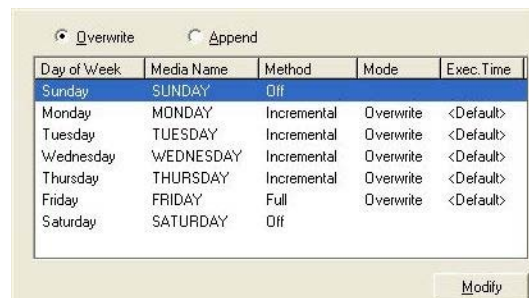 Overwrite Append
Day of Week Media Name Method Mode Exec.Time
Sunday SUNDAY Off
Monday MONDAY Incremental Overwrite <Default>
Tuesday TUESDAY Incremental Overwrite <Default>
Wednesday WEDNESDAY Incremental Overwrite <Default>
Thursday THURSDAY Incremental Overwrite <Default>
Friday FRIDAY Full Overwrite <Default>
Saturday SATURDAY Off
Modify